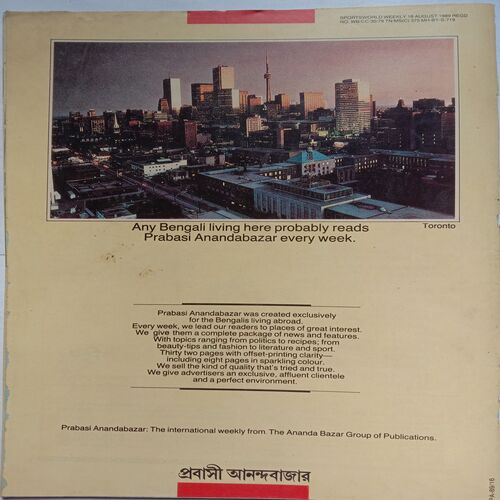 SPORTSWORLD WEEKLY 16 AUGUST 1989 REGD
NO. WB/CC-30/79 TN/MS(C) 375 MH-BY-S-719
Any Bengali living here probably reads
Prabasi Anandabazar every week.
Toronto
Prabasi Anandabazar was created exclusively
for the Bengalis living abroad.
Every week, we lead our readers to places of great interest.
We give them a complete package of news and features.
With topics ranging from politics to recipes; from
beauty-tips and fashion to literature and sport.
Thirty two pages with offset-printing clarity—
including eight pages in sparkling colour.
We sell the kind of quality that's tried and true.
We give advertisers an exclusive, affluent clientele
and a perfect environment.
Prabasi Anandabazar: The international weekly from. The Ananda Bazar Group of Publications.
প্রবাসী আনন্দবাজার